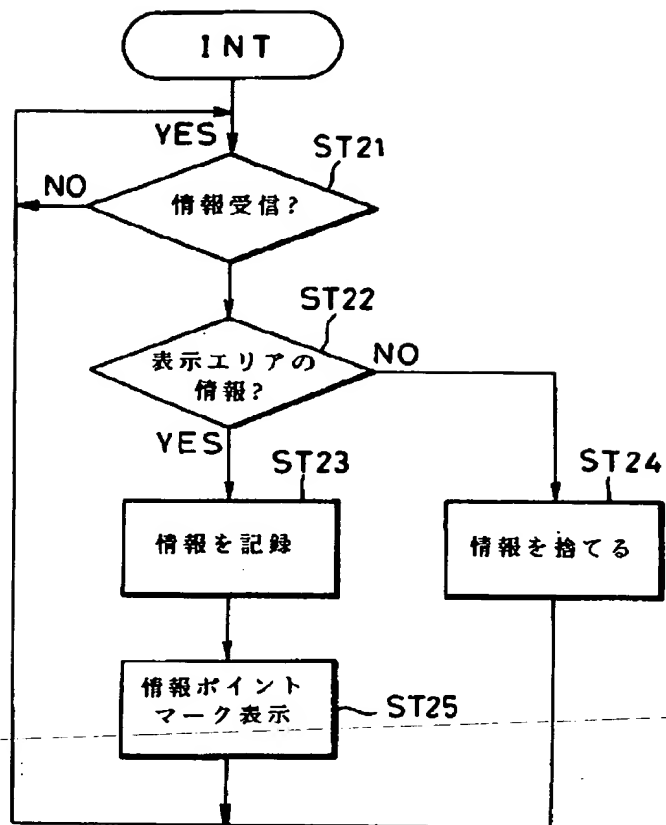 INT
YES
ST21
NO
情報受信?
ST22
表示エリアの
情報?
NO
YES
ST23
ST24
情報を記録
情報を捨てる
情報ポイント
マーク表示
ST25